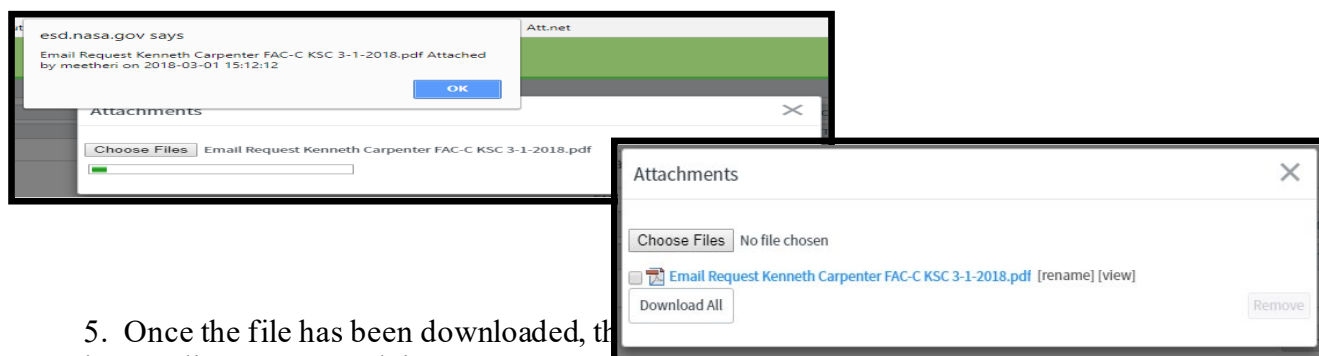 esd.nasa.gov says
Att.net
Email Request Kenneth Carpenter FAC-C KSC 3-1-2018.pdf Attached
by meetheri on 2018-03-01 15:12:12
OK
Attachments
Choose Files Email Request Kenneth Carpenter FAC-C KSC 3-1-2018.pdf
Attachments
Choose Files No file chosen
Email Request Kenneth Carpenter FAC-C KSC 3-1-2018.pdf [rename] [view]
Download All Remove
5. Once the file has been downloaded, th